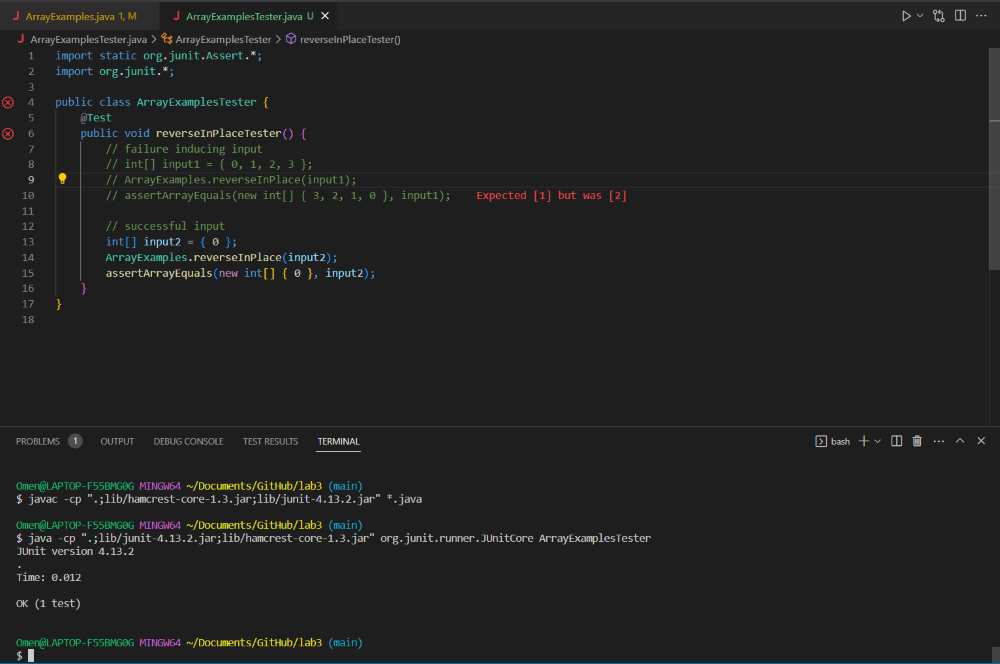 ArrayExamples.java 1, M
ArrayExamplesTester.java U
ArrayExamplesTester.java > ArrayExamplesTester > reverseInPlaceTester()
1 import static org.junit.Assert.*;
2 import org.junit.*;
3
4 public class ArrayExamplesTester {
5 @Test
6 public void reverseInPlaceTester() {
7 // failure inducing input
8 // int[] input1 = { 0, 1, 2, 3 };
9 // ArrayExamples.reverseInPlace(input1);
10 // assertArrayEquals(new int[] { 3, 2, 1, 0 }, input1); Expected [1] but was [2]
11
12 // successful input
13 int[] input2 = { 0 };
14 ArrayExamples.reverseInPlace(input2);
15 assertArrayEquals(new int[] { 0 }, input2);
16 }
17 }
18
PROBLEMS 1 OUTPUT DEBUG CONSOLE TEST RESULTS TERMINAL bash
Omen@LAPTOP-F55BMG0G MINGW64 ~/Documents/GitHub/lab3 (main)
$ javac -cp ".;lib/hamcrest-core-1.3.jar;lib/junit-4.13.2.jar" *.java
Omen@LAPTOP-F55BMG0G MINGW64 ~/Documents/GitHub/lab3 (main)
$ java -cp ".;lib/junit-4.13.2.jar;lib/hamcrest-core-1.3.jar" org.junit.runner.JUnitCore ArrayExamplesTester
JUnit version 4.13.2
.
Time: 0.012
OK (1 test)
Omen@LAPTOP-F55BMG0G MINGW64 ~/Documents/GitHub/lab3 (main)
$